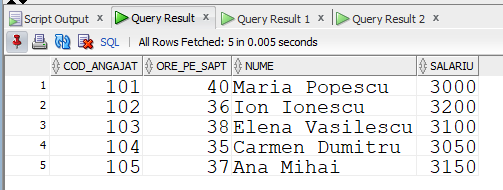 Script Output x Query Result x Query Result 1 x Query Result 2 x
SQL | All Rows Fetched: 5 in 0.005 seconds
COD_ANGAJAT ORE_PE_SAPT NUME SALARIU
1 101 40 Maria Popescu 3000
2 102 36 Ion Ionescu 3200
3 103 38 Elena Vasilescu 3100
4 104 35 Carmen Dumitru 3050
5 105 37 Ana Mihai 3150